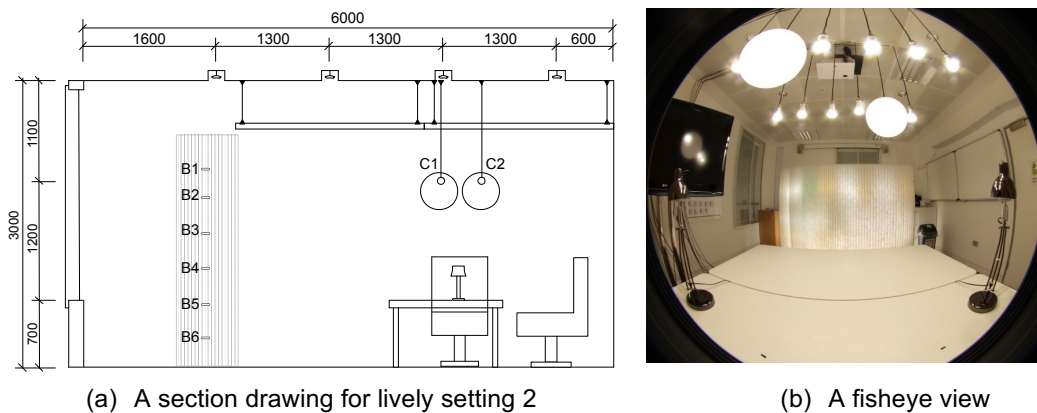 6000
1600 1300 1300 1300 600
3000
1100
1200
700
B1
B2
B3
B4
B5
B6
C1 C2
(a) A section drawing for lively setting 2
(b) A fisheye view